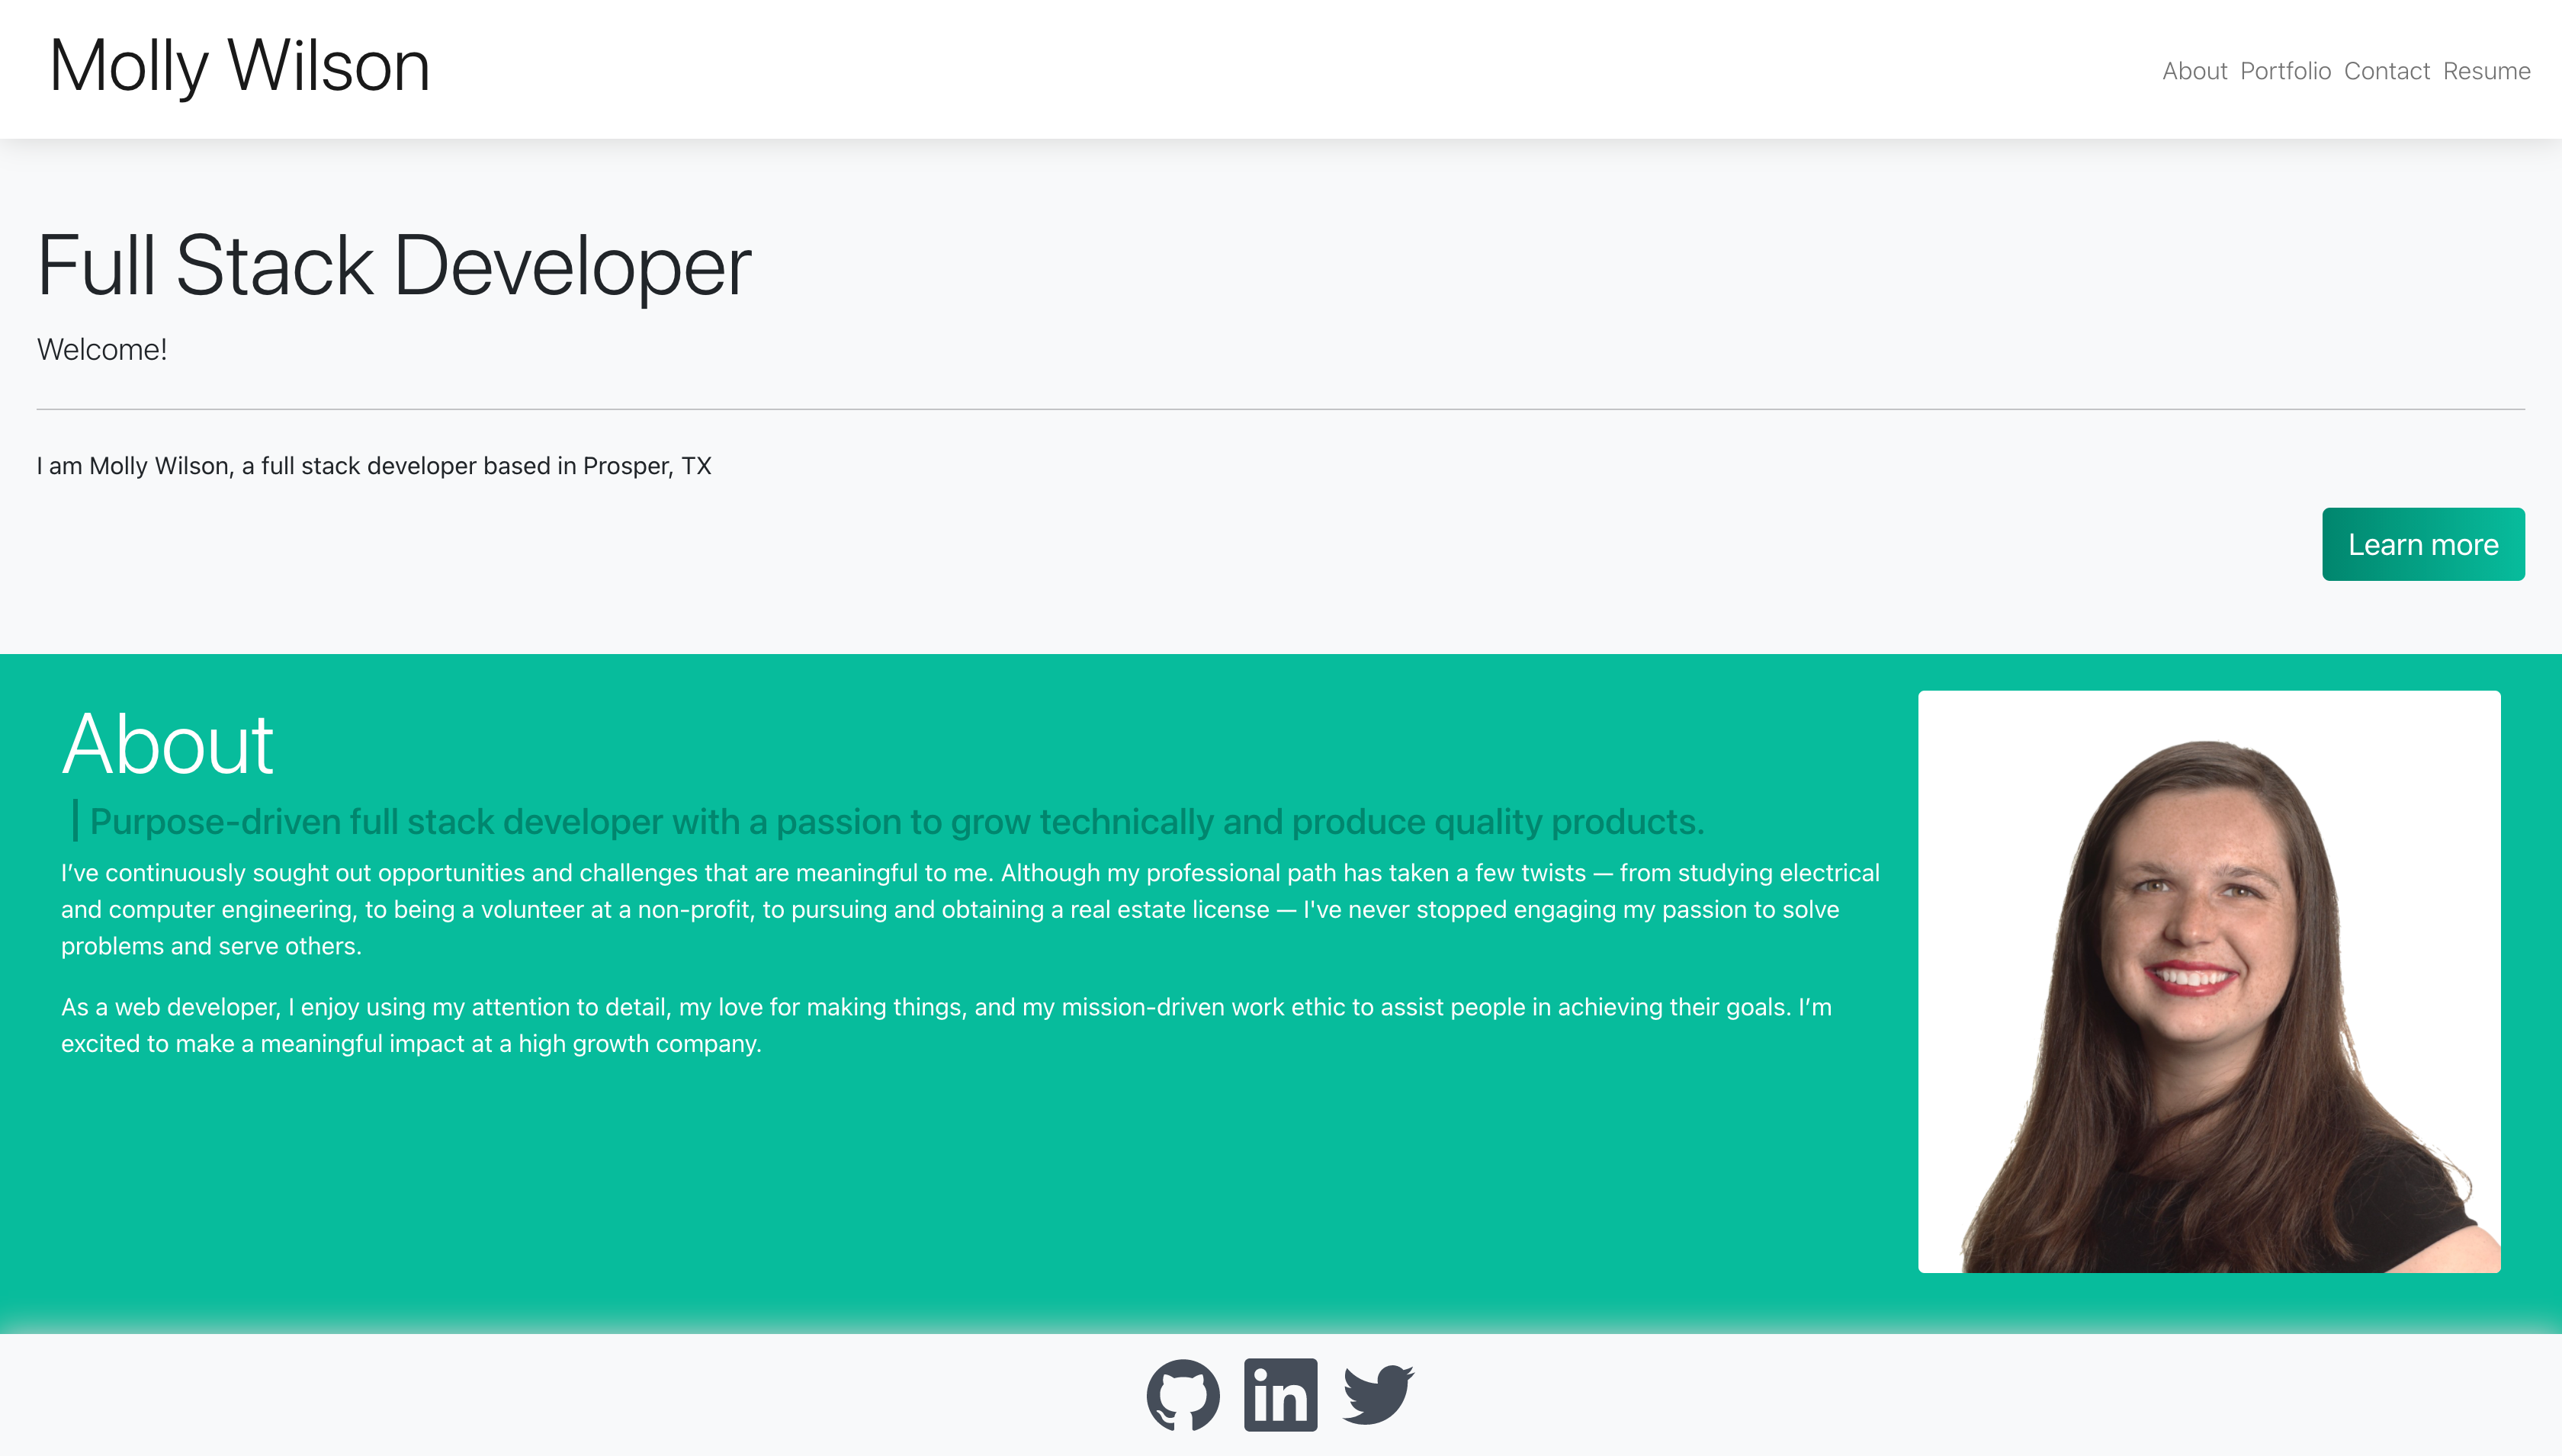 Molly Wilson
About Portfolio Contact Resume
Full Stack Developer
Welcome!
I am Molly Wilson, a full stack developer based in Prosper, TX
Learn more
About
Purpose-driven full stack developer with a passion to grow technically and produce quality products.
I’ve continuously sought out opportunities and challenges that are meaningful to me. Although my professional path has taken a few twists — from studying electrical
and computer engineering, to being a volunteer at a non-profit, to pursuing and obtaining a real estate license — I've never stopped engaging my passion to solve
problems and serve others.
As a web developer, I enjoy using my attention to detail, my love for making things, and my mission-driven work ethic to assist people in achieving their goals. I’m
excited to make a meaningful impact at a high growth company.
in